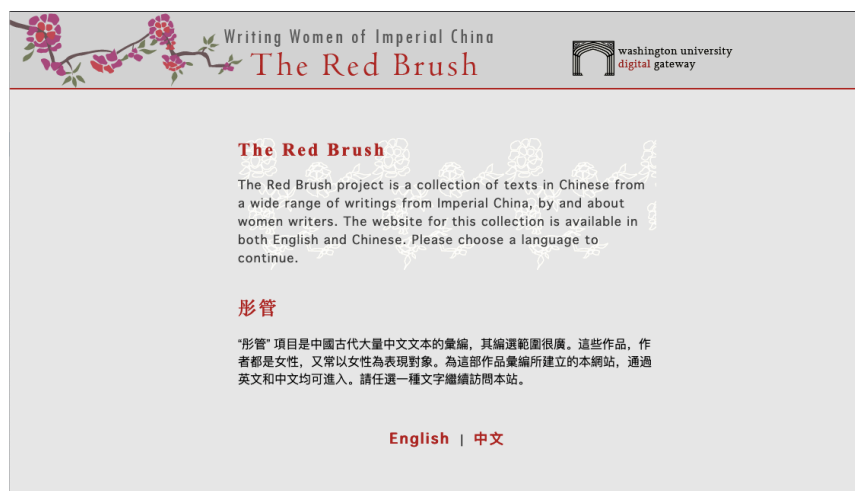 Writing Women of Imperial China
The Red Brush
washington university
digital gateway
The Red Brush
The Red Brush project is a collection of texts in Chinese from
a wide range of writings from Imperial China, by and about
women writers. The website for this collection is available in
both English and Chinese. Please choose a language to
continue.
彤管
“彤管” 項目是中國古代大量中文文本的彙編，其編選範圍很廣。這些作品，作
者都是女性，又常以女性為表現對象。為這部作品彙編所建立的本網站，通過
英文和中文均可進入。請任選一種文字繼續訪問本站。
English | 中文